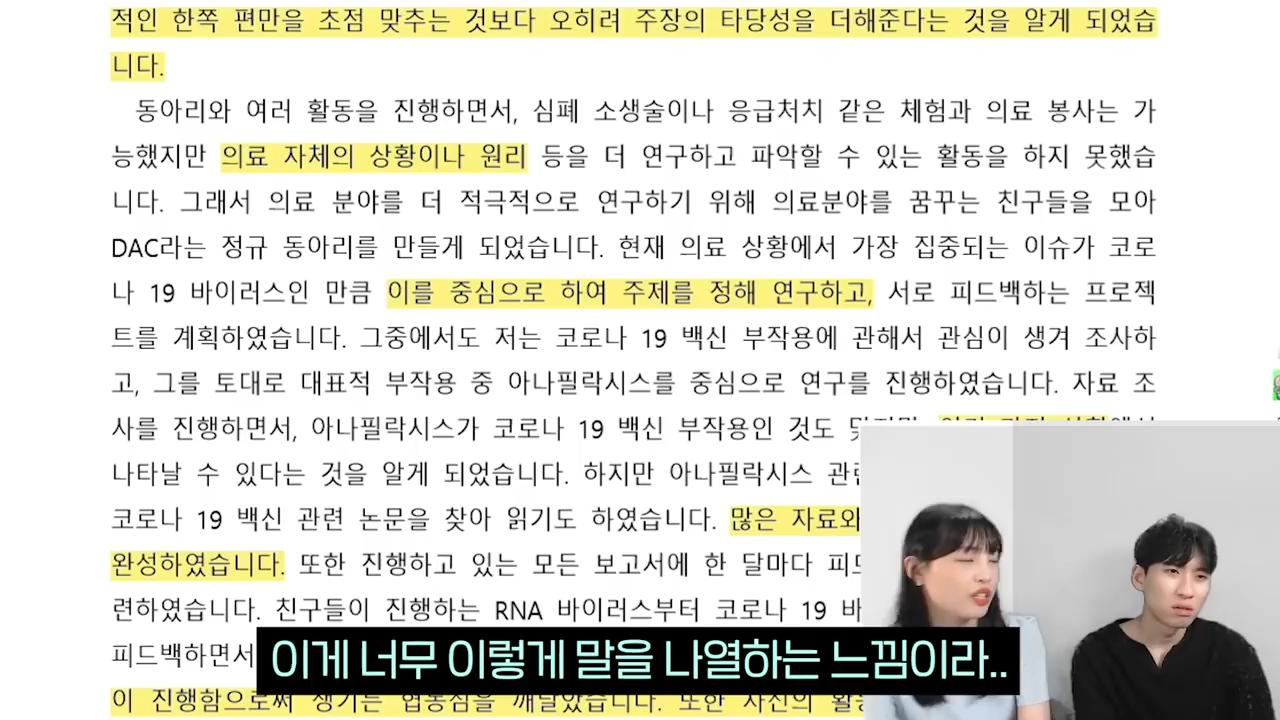 적인 한쪽 편만을 초점 맞추는 것보다 오히려 주장의 타당성을 더해준다는 것을 알게 되었습
니다.
동아리와 여러 활동을 진행하면서, 심폐 소생술이나 응급처치 같은 체험과 의료 봉사는 가
능했지만 의료 자체의 상황이나 원리 등을 더 연구하고 파악할 수 있는 활동을 하지 못했습
니다. 그래서 의료 분야를 더 적극적으로 연구하기 위해 의료분야를 꿈꾸는 친구들을 모아
DAC라는 정규 동아리를 만들게 되었습니다. 현재 의료 상황에서 가장 집중되는 이슈가 코로
나 19 바이러스인 만큼 이를 중심으로 하여 주제를 정해 연구하고, 서로 피드백하는 프로젝
트를 계획하였습니다. 그중에서도 저는 코로나 19 백신 부작용에 관해서 관심이 생겨 조사하
고, 그를 토대로 대표적 부작용 중 아나필락시스를 중심으로 연구를 진행하였습니다. 자료 조
사를 진행하면서, 아나필락시스가 코로나 19 백신 부작용인 것도
나타날 수 있다는 것을 알게 되었습니다. 하지만 아나필락시스
코로나 19 백신 관련 논문을 찾아 읽기도 하였습니다. 많은 자료와
완성하였습니다. 또한 진행하고 있는 모든 보고서에 한 달마다
련하였습니다. 친구들이 진행하는 RNA 바이러스부터 코로나 19
피드백하면서
이게 너무 이렇게 말을 나열하는 느낌이라..
이 진행함으로써 생기는 협동심을 깨달았습니다. 또한